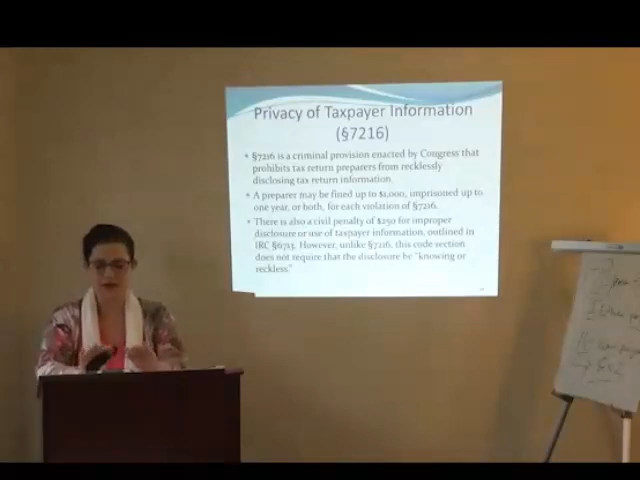 Privacy of Taxpayer Information
(§7216)
• §7216 is a criminal provision enacted by Congress that
prohibits tax return preparers from recklessly
disclosing tax return information.
• A preparer may be fined up to $1,000, imprisoned up to
one year, or both, for each violation of §7216.
• There is also a civil penalty of $250 for improper
disclosure or use of taxpayer information, outlined in
IRC §6713. However, unlike §7216, this code section
does not require that the disclosure be "knowing or
reckless."